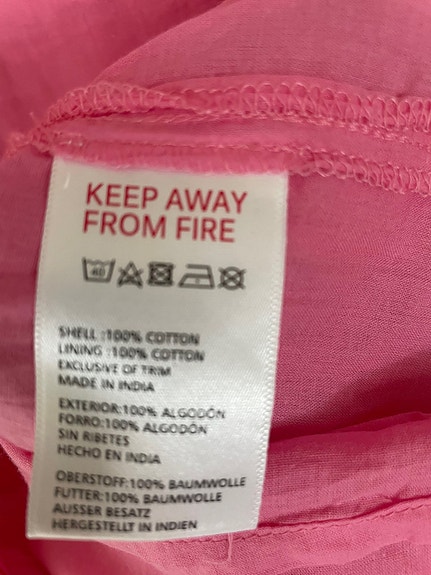 KEEP AWAY
FROM FIRE
40
SHELL :100% COTTON
LINING :100% COTTON
EXCLUSIVE OF TRIM
MADE IN INDIA
EXTERIOR:100% ALGODÓN
FORRO:100% ALGODÓN
SIN RIBETES
HECHO EN INDIA
OBERSTOFF:100% BAUMWOLLE
FUTTER:100% BAUMWOLLE
AUSSER BESATZ
HERGESTELLT IN INDIEN